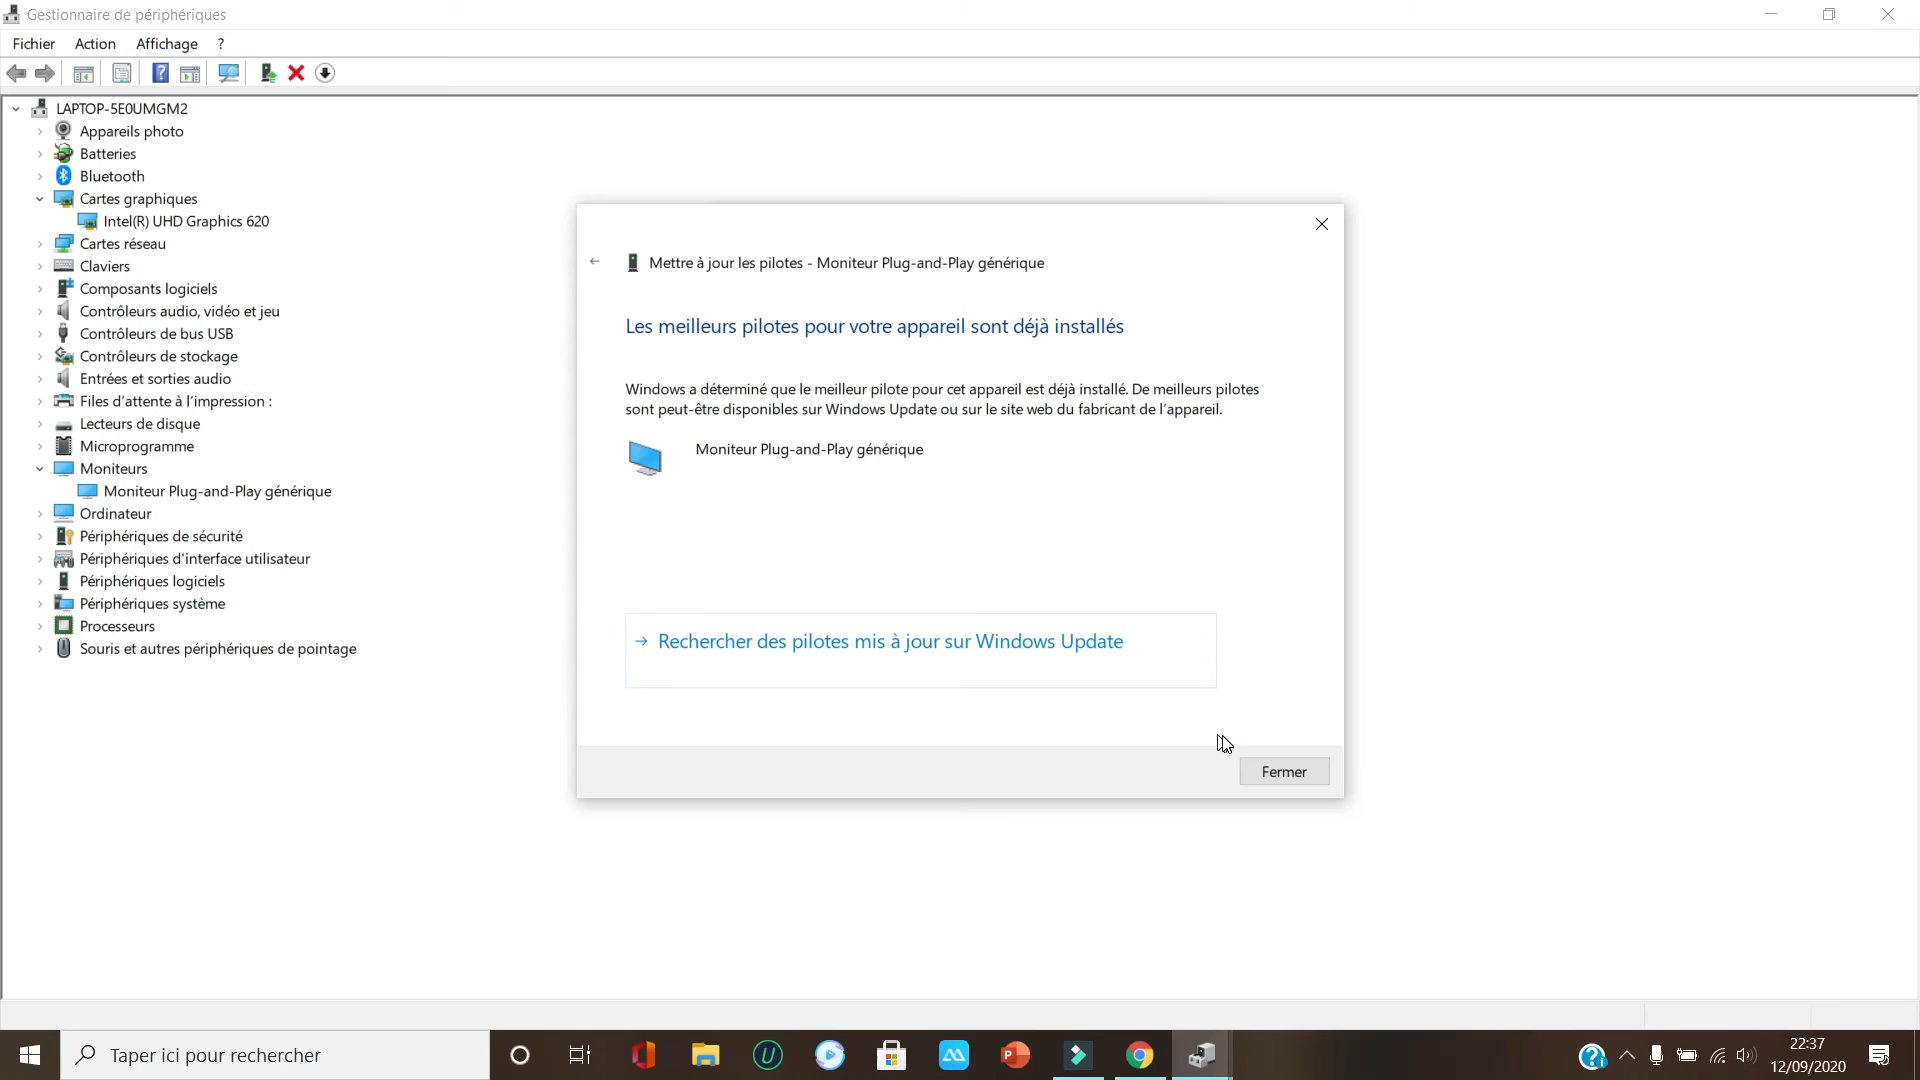 Gestionnaire de périphériques
Fichier Action Affichage ?
LAPTOP-5E0UMGM2
Appareils photo
Batteries
Bluetooth
Cartes graphiques
Intel(R) UHD Graphics 620
Cartes réseau
Claviers
Composants logiciels
Contrôleurs audio, vidéo et jeu
Contrôleurs de bus USB
Contrôleurs de stockage
Entrées et sorties audio
Files d'attente à l'impression :
Lecteurs de disque
Microprogramme
Moniteurs
Moniteur Plug-and-Play générique
Ordinateur
Périphériques de sécurité
Périphériques d'interface utilisateur
Périphériques logiciels
Périphériques système
Processeurs
Souris et autres périphériques de pointage
Mettre à jour les pilotes - Moniteur Plug-and-Play générique
Les meilleurs pilotes pour votre appareil sont déjà installés
Windows a déterminé que le meilleur pilote pour cet appareil est déjà installé. De meilleurs pilotes
sont peut-être disponibles sur Windows Update ou sur le site web du fabricant de l'appareil.
Moniteur Plug-and-Play générique
Rechercher des pilotes mis à jour sur Windows Update
Fermer
Taper ici pour rechercher
22:37
12/09/2020